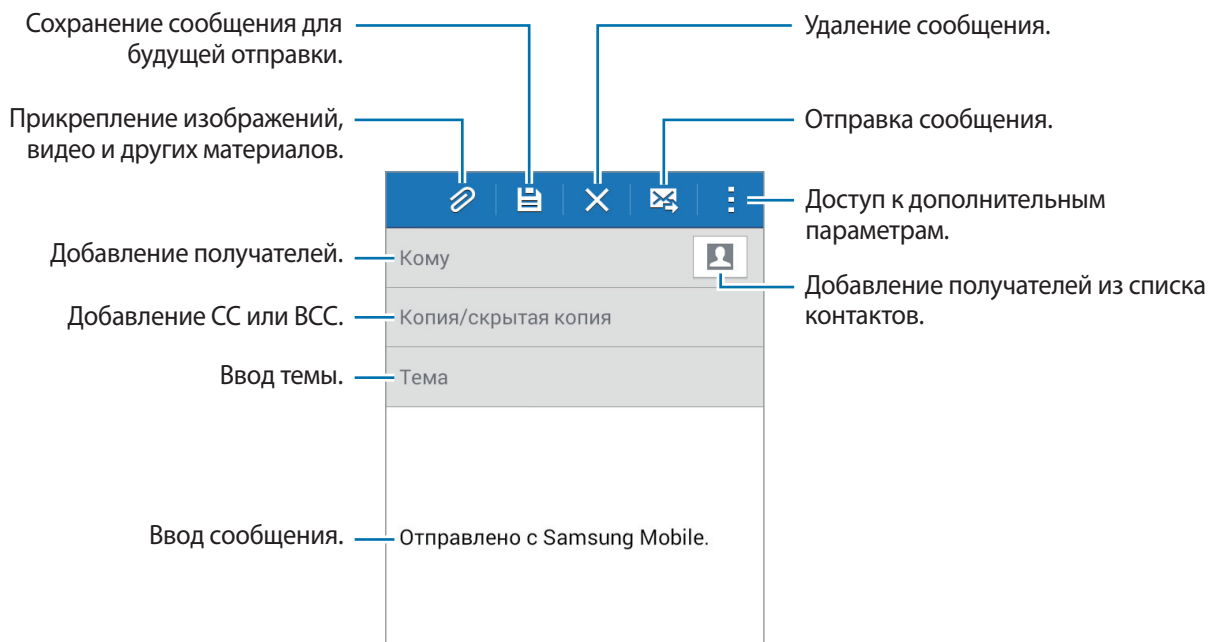 Сохранение сообщения для
будущей отправки.
Удаление сообщения.
Прикрепление изображений,
видео и других материалов.
Отправка сообщения.
Доступ к дополнительным
параметрам.
Добавление получателей.
Кому
Добавление получателей из списка
контактов.
Добавление CC или BCC.
Копия/скрытая копия
Ввод темы.
Тема
Ввод сообщения.
Отправлено с Samsung Mobile.